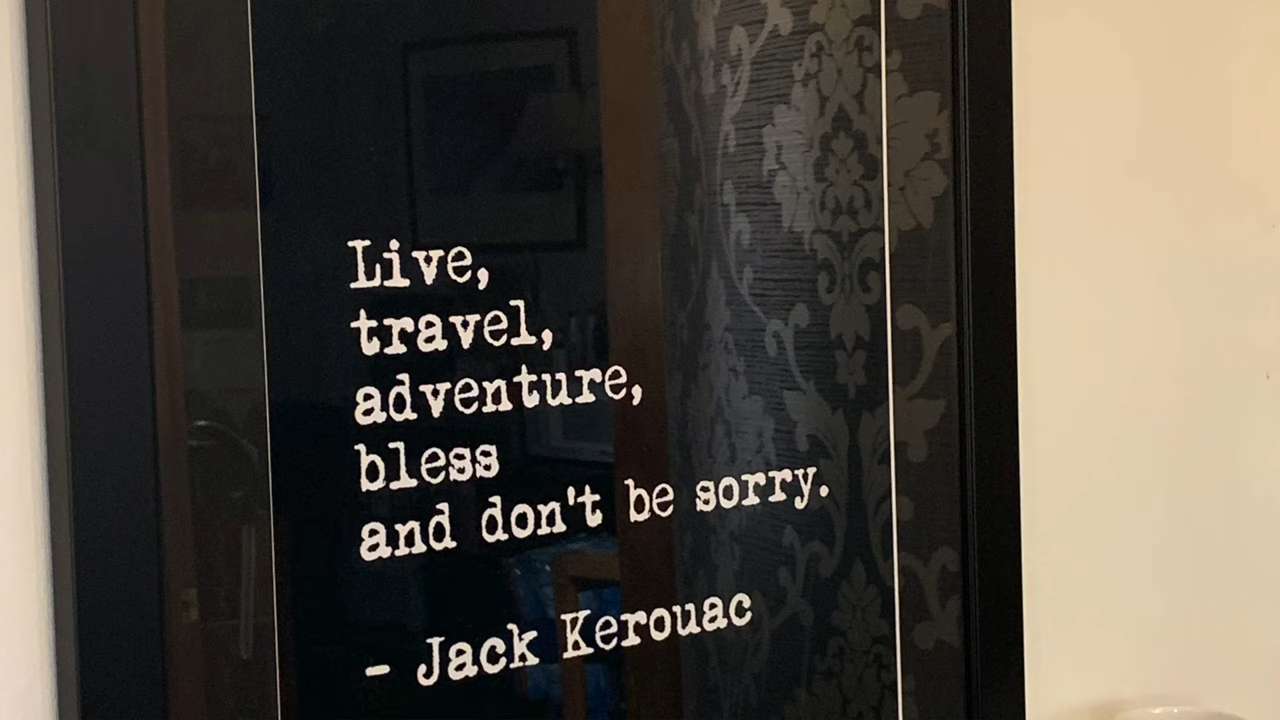 Live,
travel,
adventure,
bless
and don't be sorry.
- Jack Kerouac